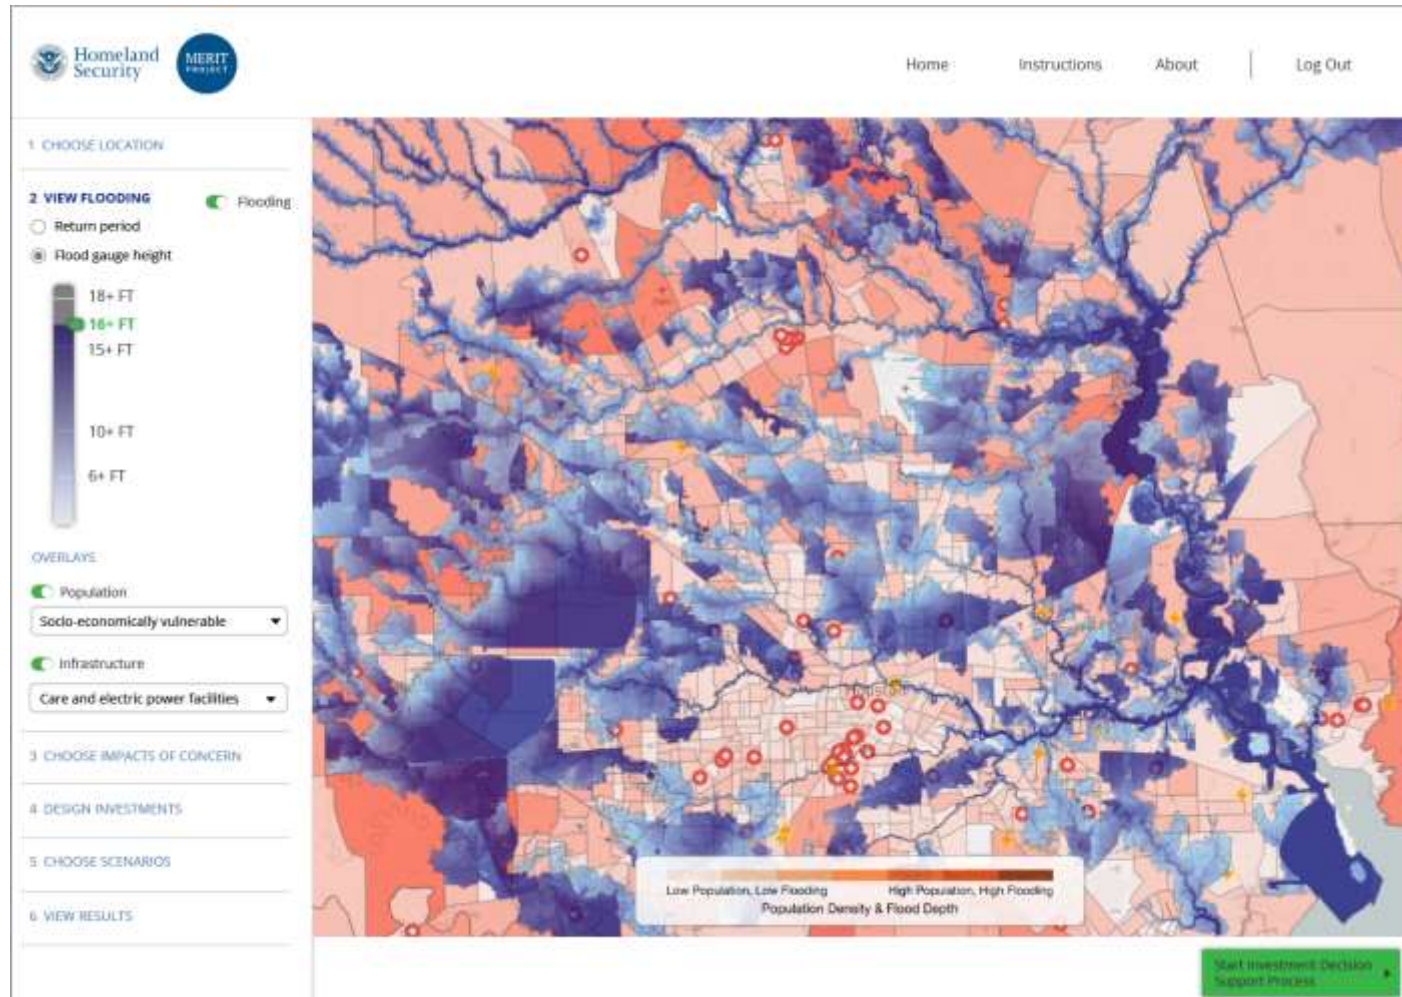 Homeland
Security
MERIT
PROJECT
Home
Instructions
About
Log Out
1 CHOOSE LOCATION
2 VIEW FLOODING
Flooding
Return period
Flood gauge height
18+ FT
16+ FT
15+ FT
10+ FT
6+ FT
OVERLAYS
Population
Socio-economically vulnerable
Infrastructure
Care and electric power facilities
3 CHOOSE IMPACTS OF CONCERN
4 DESIGN INVESTMENTS
5 CHOOSE SCENARIOS
6 VIEW RESULTS
Houston
Low Population, Low Flooding
High Population, High Flooding
Population Density & Flood Depth
Start Investment Decision
Support Process